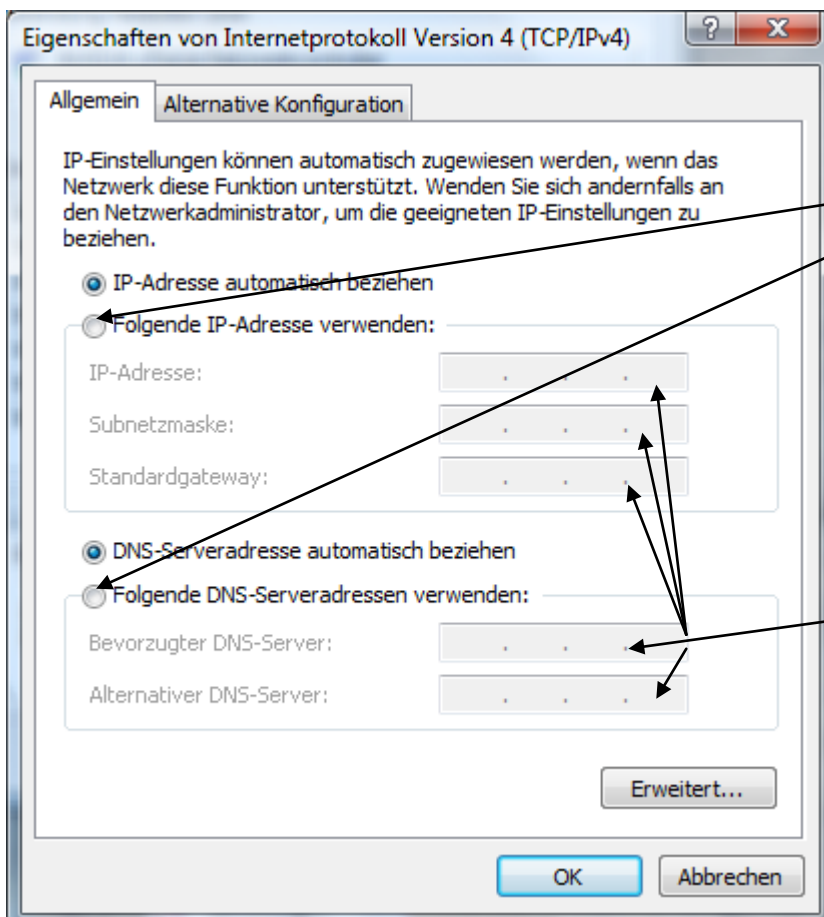 Eigenschaften von Internetprotokoll Version 4 (TCP/IPv4)
Allgemein
Alternative Konfiguration
IP-Einstellungen können automatisch zugewiesen werden, wenn das
Netzwerk diese Funktion unterstützt. Wenden Sie sich andernfalls an
den Netzwerkadministrator, um die geeigneten IP-Einstellungen zu
beziehen.
IP-Adresse automatisch beziehen
Folgende IP-Adresse verwenden:
IP-Adresse:
Subnetzmaske:
Standardgateway:
DNS-Serveradresse automatisch beziehen
Folgende DNS-Serveradressen verwenden:
Bevorzugter DNS-Server:
Alternativer DNS-Server:
Erweitert...
OK
Abbrechen